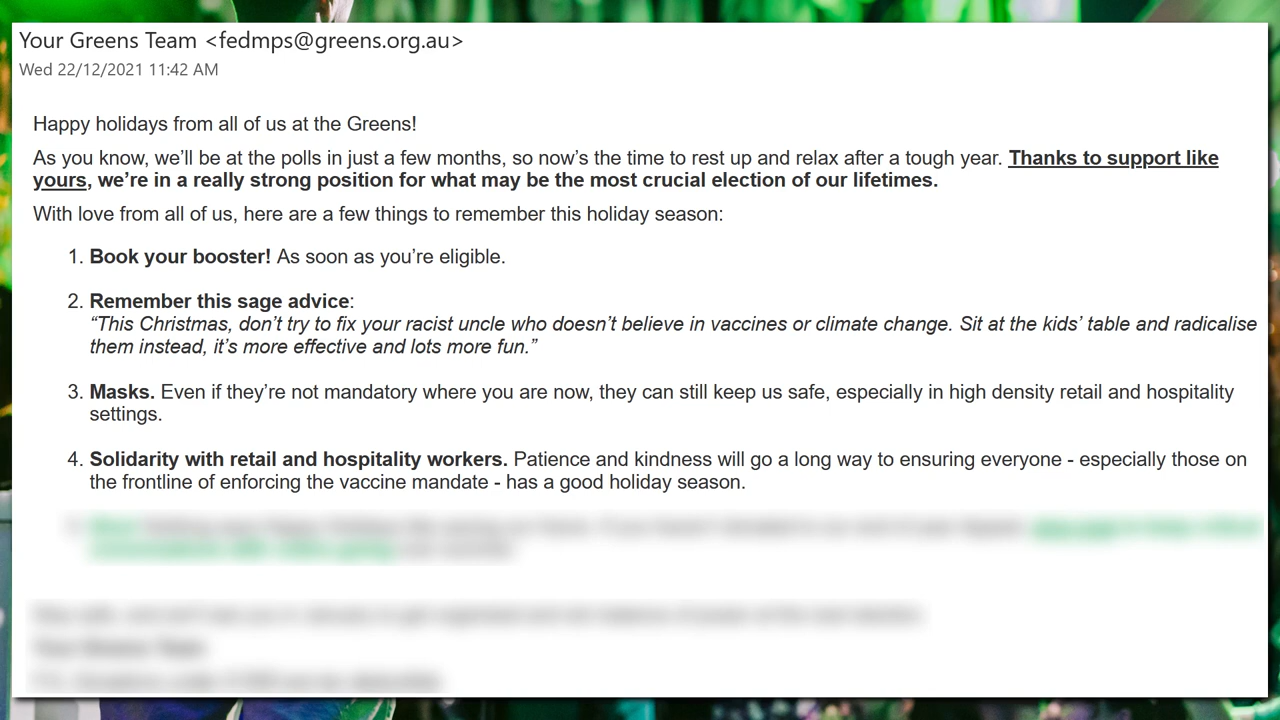 Your Greens Team <fedmps@greens.org.au>
Wed 22/12/2021 11:42 AM
Happy holidays from all of us at the Greens!
As you know, we’ll be at the polls in just a few months, so now’s the time to rest up and relax after a tough year. Thanks to support like
yours, we’re in a really strong position for what may be the most crucial election of our lifetimes.
With love from all of us, here are a few things to remember this holiday season:
1. Book your booster! As soon as you’re eligible.
2. Remember this sage advice:
“This Christmas, don’t try to fix your racist uncle who doesn’t believe in vaccines or climate change. Sit at the kids’ table and radicalise
them instead, it’s more effective and lots more fun.”
3. Masks. Even if they’re not mandatory where you are now, they can still keep us safe, especially in high density retail and hospitality
settings.
4. Solidarity with retail and hospitality workers. Patience and kindness will go a long way to ensuring everyone - especially those on
the frontline of enforcing the vaccine mandate - has a good holiday season.